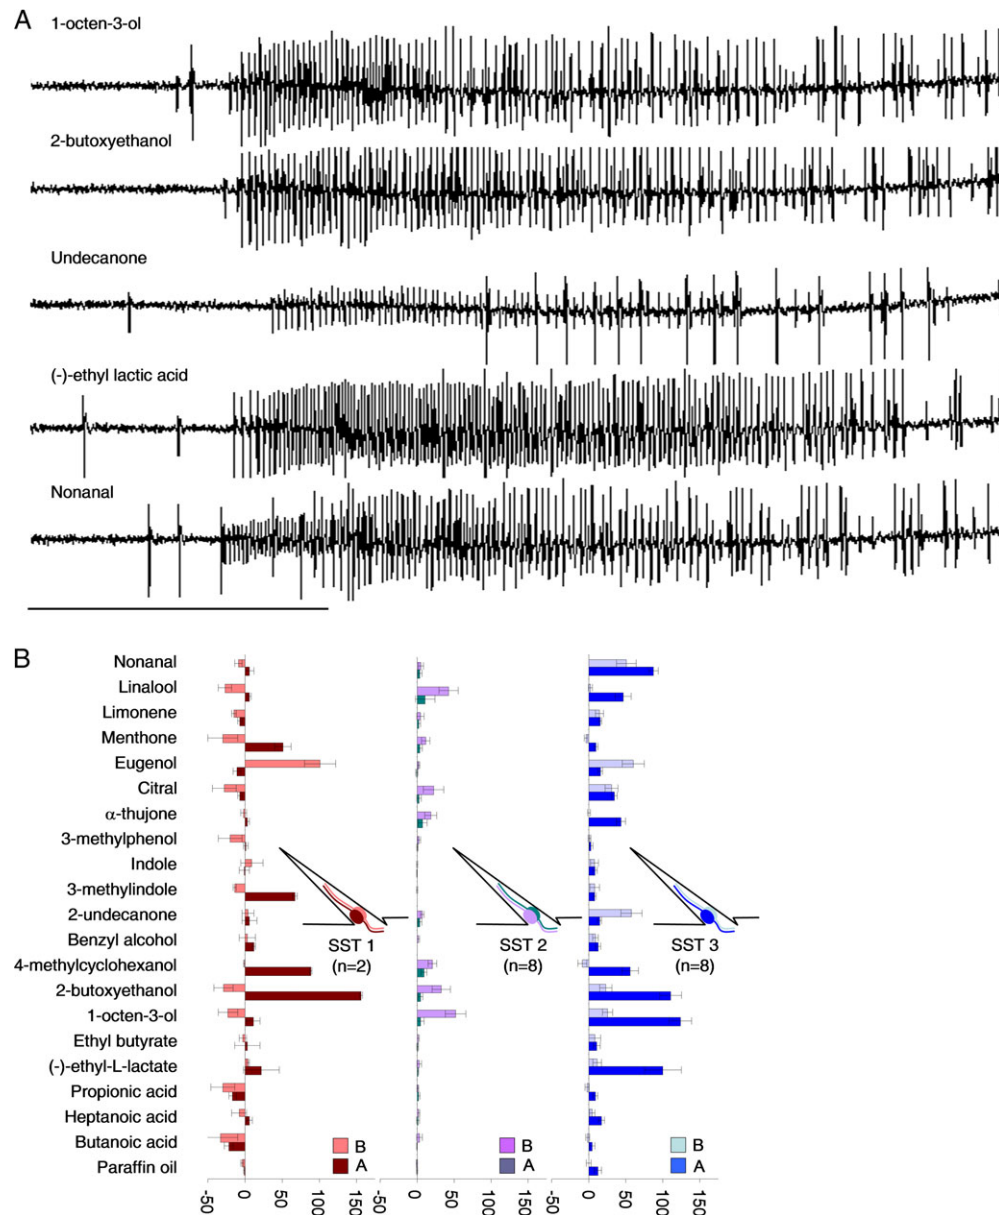 A
1-octen-3-ol
2-butoxyethanol
Undecanone
(-)-ethyl lactic acid
Nonanal
B
Nonanal
Linalool
Limonene
Menthone
Eugenol
Citral
α-thujone
3-methylphenol
Indole
3-methylindole
2-undecanone
Benzyl alcohol
4-methylcyclohexanol
2-butoxyethanol
1-octen-3-ol
Ethyl butyrate
(-)-ethyl-L-lactate
Propionic acid
Heptanoic acid
Butanoic acid
Paraffin oil
SST 1
(n=2)
SST 2
(n=8)
SST 3
(n=8)
B
A
B
A
B
A
-50 0 50 100 150 -50 0 50 100 150 -50 0 50 100 150